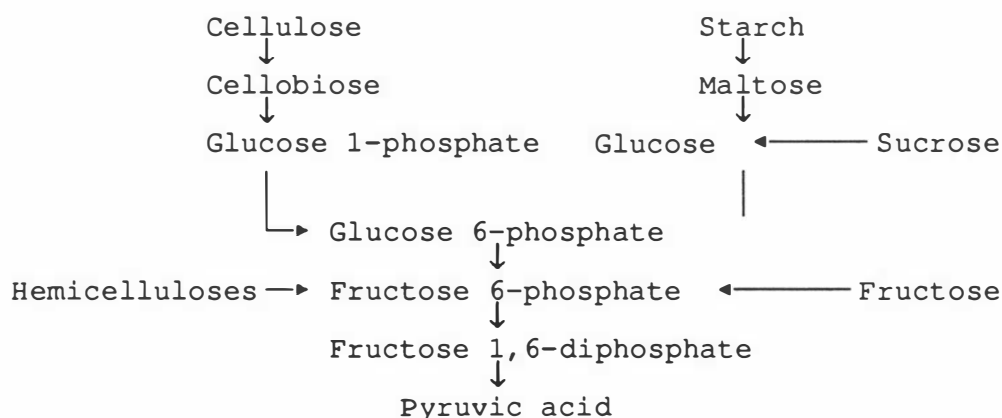 Cellulose Starch
Cellobiose Maltose
Glucose 1-phosphate Glucose Sucrose
Glucose 6-phosphate
Hemicelluloses Fructose 6-phosphate Fructose
Fructose 1,6-diphosphate
Pyruvic acid